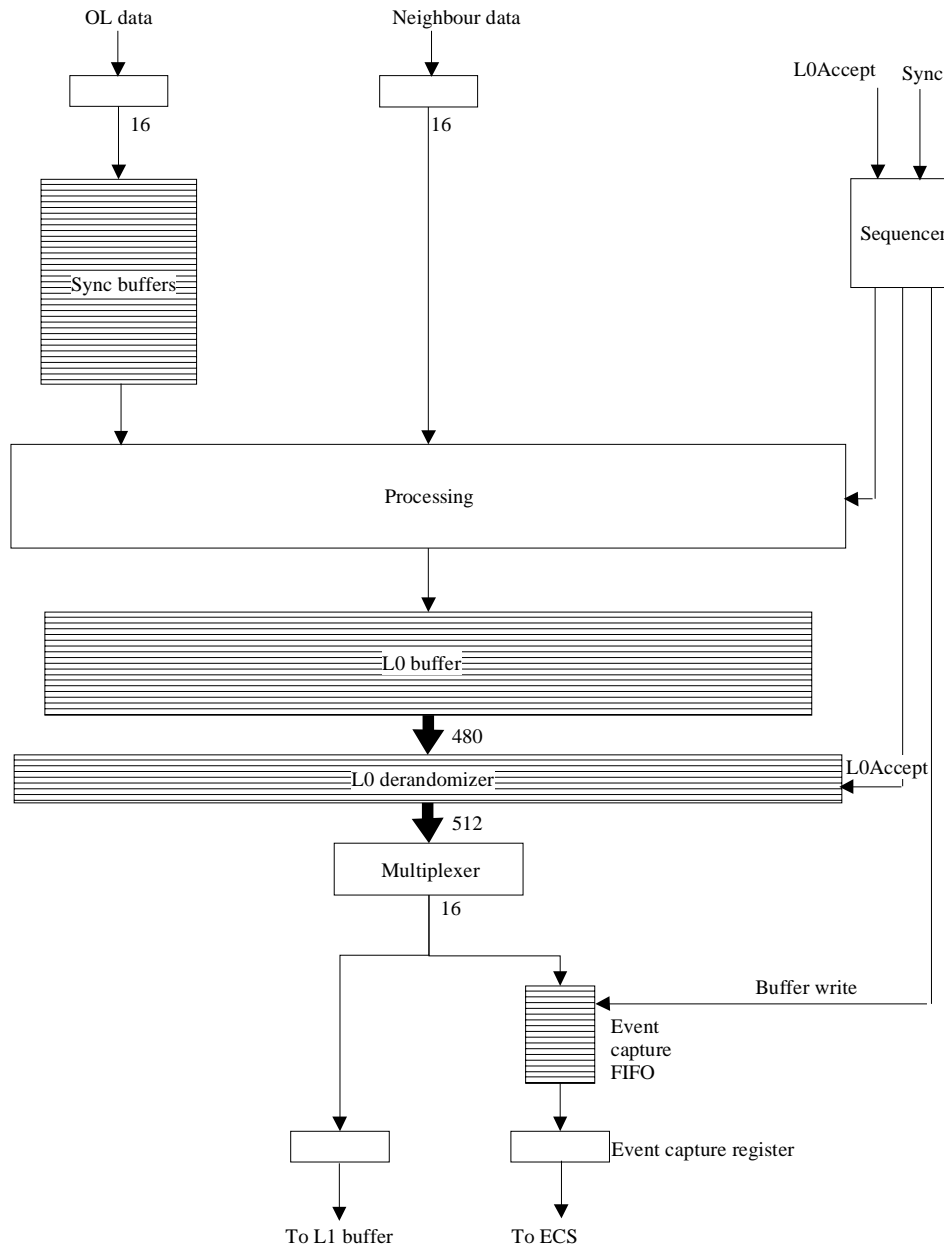 OL data
Neighbour data
L0Accept
Sync
16
16
Sequencer
Sync buffers
Processing
L0 buffer
480
L0Accept
L0 derandomizer
512
Multiplexer
16
Buffer write
Event
capture
FIFO
Event capture register
To L1 buffer
To ECS